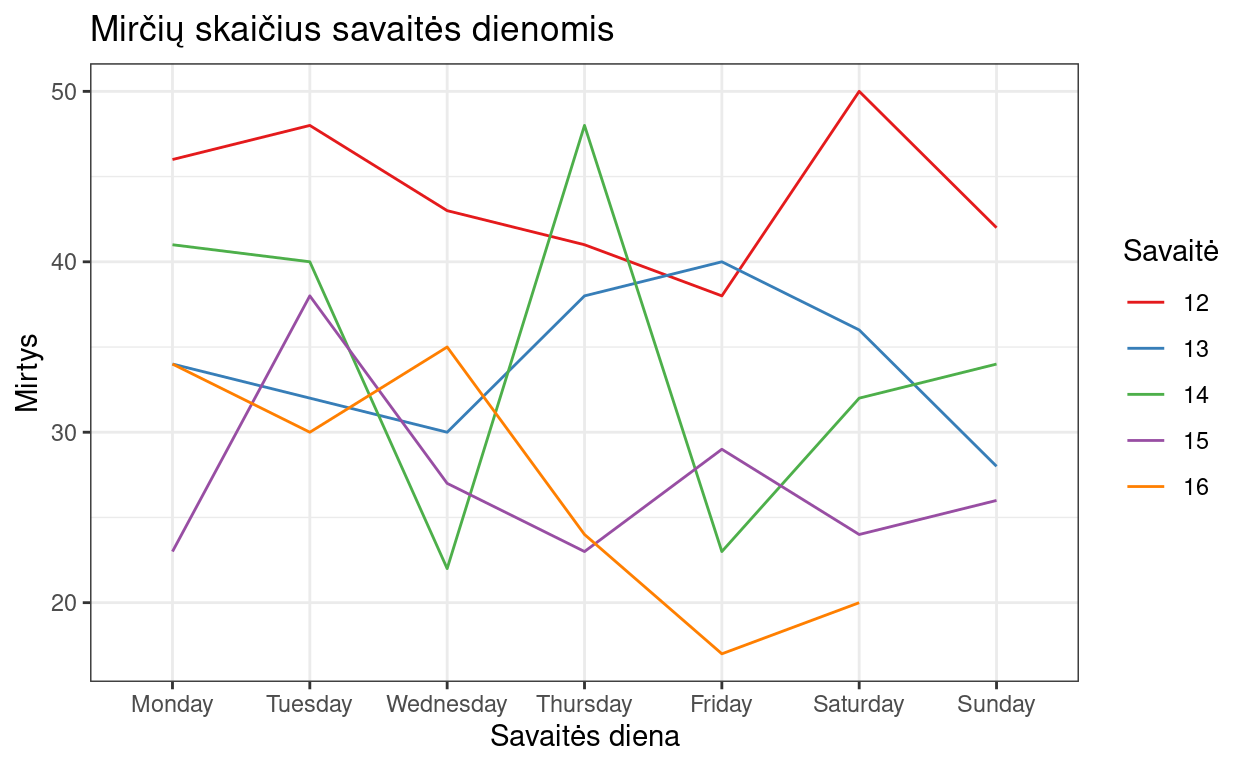 Mirčių skaičius savaitės dienomis
Mirtys
50
40
30
20
Monday Tuesday Wednesday Thursday Friday Saturday Sunday
Savaitės diena
Savaitė
12
13
14
15
16